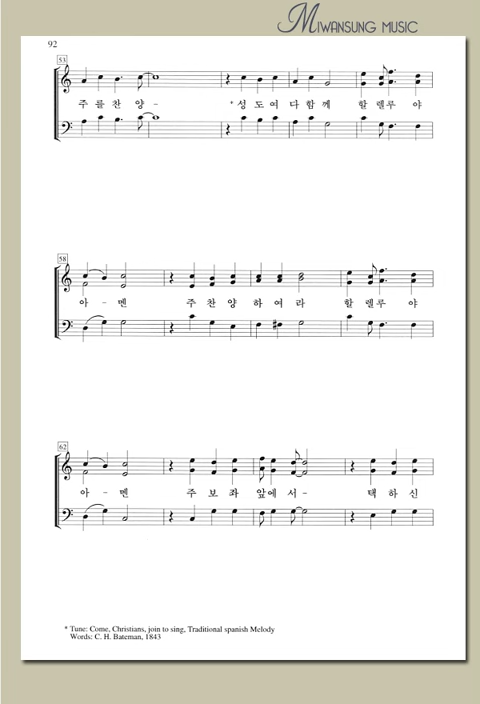 MIWANSUNG MUSIC
92
53
주를찬양- *성도여다함께 할렐루야
58
아-멘 주찬양하여라 할렐루야
62
아-멘 주보좌앞에서- 택하신
* Tune: Come, Christians, join to sing, Traditional spanish Melody
Words: C. H. Bateman, 1843